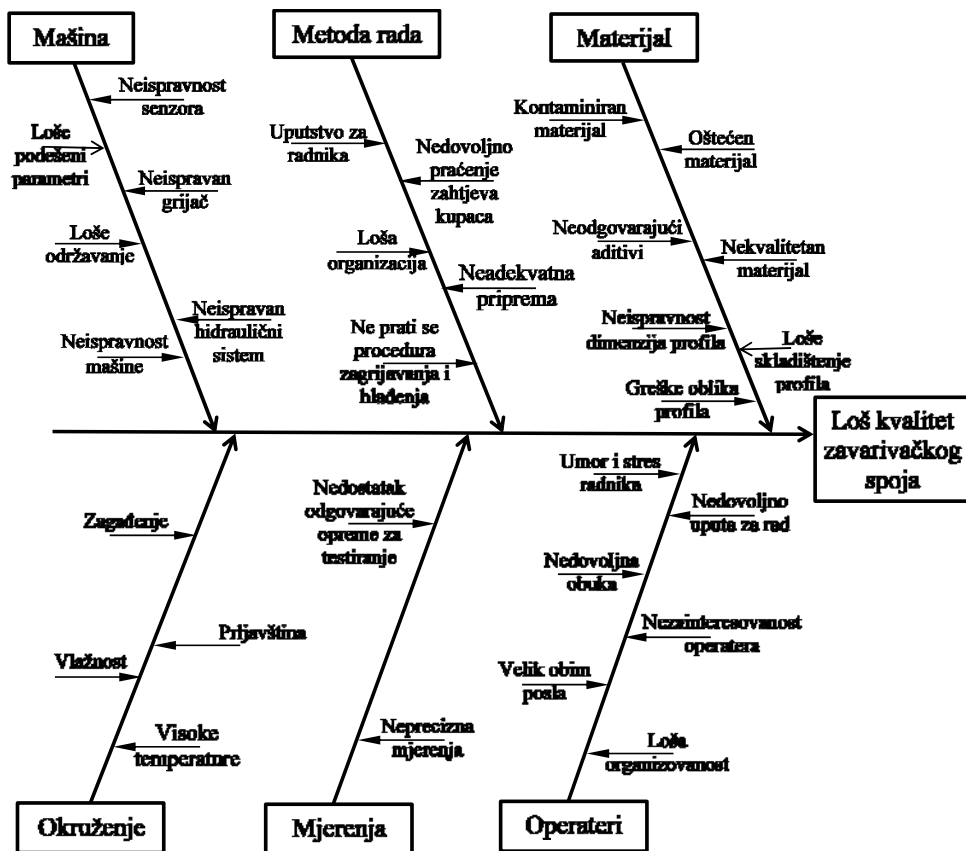 Mašina
Metoda rada
Materijal
Neispravnost
senzora
Loše
podešeni
parametri
Neispravan
grijač
Loše
održavanje
Neispravan
hidraulični
sistem
Neispravnost
mašine
Uputstvo za
radnika
Nedovoljno
praćenje
zahtjeva
kupaca
Loša
organizacija
Neadekvatna
priprema
Ne prati se
procedura
zagrijavanja i
hlađenja
Kontaminiran
materijal
Oštećen
materijal
Neodgovarajući
aditivi
Nekvalitetan
materijal
Neispravnost
dimenzija profila
Loše
skladištenje
profila
Greške oblika
profila
Loš kvalitet
zavarivačkog
spoja
Zagađenje
Prljavština
Vlažnost
Visoke
temperature
Nedostatak
odgovarajuće
opreme za
testiranje
Neprecizna
mjerenja
Umor i stres
radnika
Nedovoljno
uputa za rad
Nedovoljna
obuka
Nezainteresovanost
operatera
Velik obim
posla
Loša
organizovanost
Okruženje
Mjerenja
Operateri